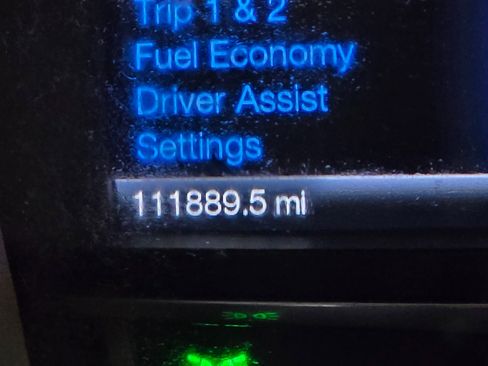 Trip 1 & 2
Fuel Economy
Driver Assist
Settings
111889.5 mi